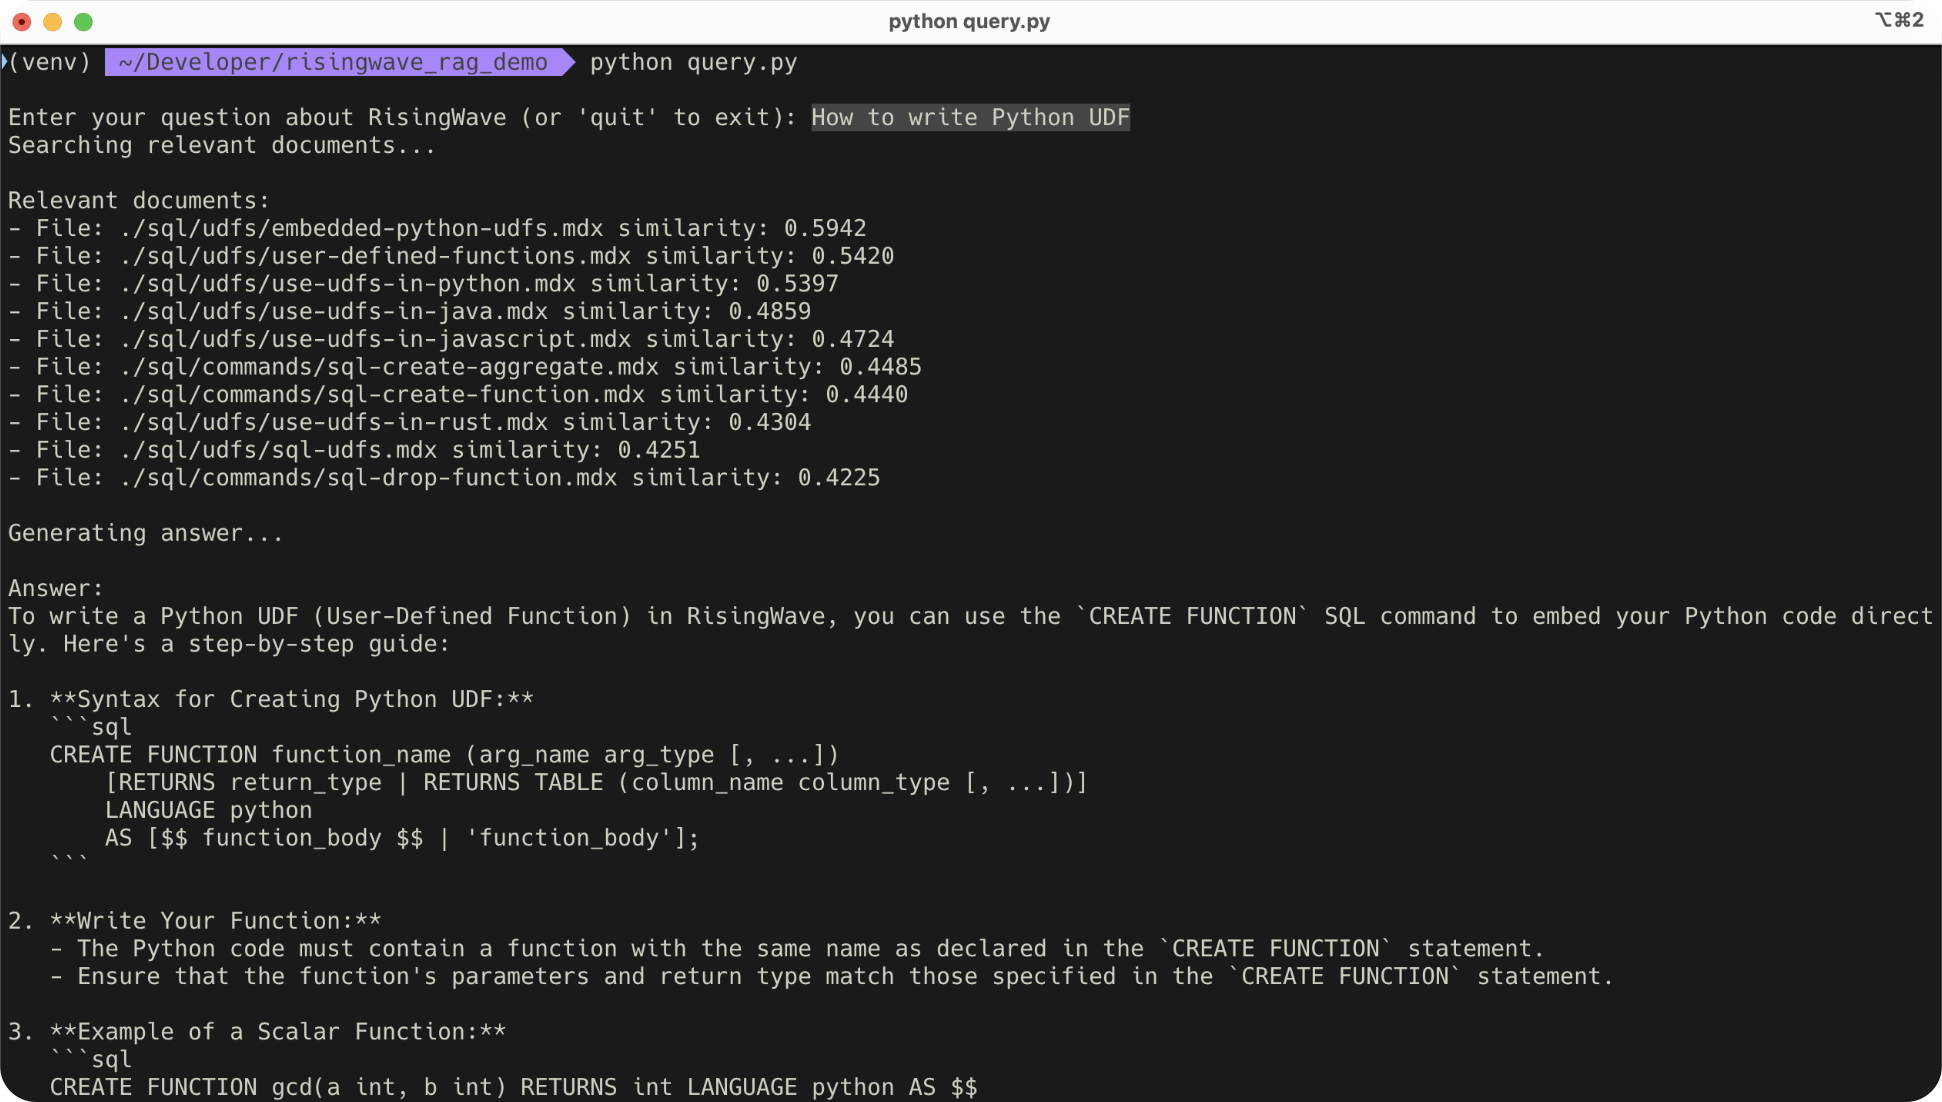 python query.py
⌥⌘2
(venv) ~/Developer/risingwave_rag_demo python query.py
Enter your question about RisingWave (or 'quit' to exit): How to write Python UDF
Searching relevant documents...
Relevant documents:
- File: ./sql/udfs/embedded-python-udfs.mdx similarity: 0.5942
- File: ./sql/udfs/user-defined-functions.mdx similarity: 0.5420
- File: ./sql/udfs/use-udfs-in-python.mdx similarity: 0.5397
- File: ./sql/udfs/use-udfs-in-java.mdx similarity: 0.4859
- File: ./sql/udfs/use-udfs-in-javascript.mdx similarity: 0.4724
- File: ./sql/commands/sql-create-aggregate.mdx similarity: 0.4485
- File: ./sql/commands/sql-create-function.mdx similarity: 0.4440
- File: ./sql/udfs/use-udfs-in-rust.mdx similarity: 0.4304
- File: ./sql/udfs/sql-udfs.mdx similarity: 0.4251
- File: ./sql/commands/sql-drop-function.mdx similarity: 0.4225
Generating answer...
Answer:
To write a Python UDF (User-Defined Function) in RisingWave, you can use the `CREATE FUNCTION` SQL command to embed your Python code direct
ly. Here's a step-by-step guide:
1. **Syntax for Creating Python UDF:**
```sql
CREATE FUNCTION function_name (arg_name arg_type [, ...])
[RETURNS return_type | RETURNS TABLE (column_name column_type [, ...])]
LANGUAGE python
AS [$$ function_body $$ | 'function_body'];
```
2. **Write Your Function:**
- The Python code must contain a function with the same name as declared in the `CREATE FUNCTION` statement.
- Ensure that the function's parameters and return type match those specified in the `CREATE FUNCTION` statement.
3. **Example of a Scalar Function:**
```sql
CREATE FUNCTION gcd(a int, b int) RETURNS int LANGUAGE python AS $$